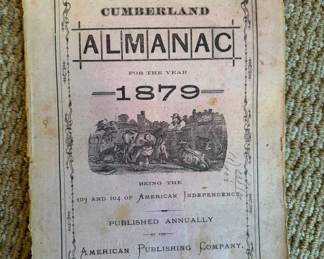 CUMBERLAND
ALMANAC
FOR THE YEAR
1879
BEING THE
103 AND 104 OF AMERICAN INDEPENDENCE
PUBLISHED ANNUALLY
BY THE
AMERICAN PUBLISHING COMPANY.